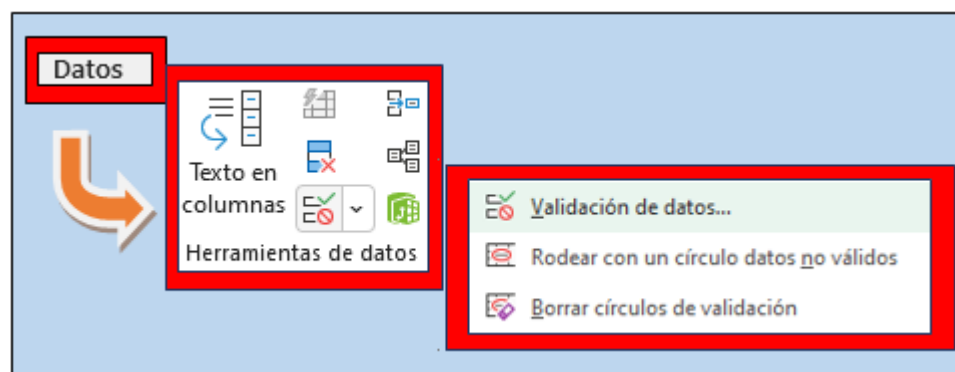 Datos
Texto en
columnas
Herramientas de datos
Validación de datos...
Rodear con un círculo datos no válidos
Borrar círculos de validación